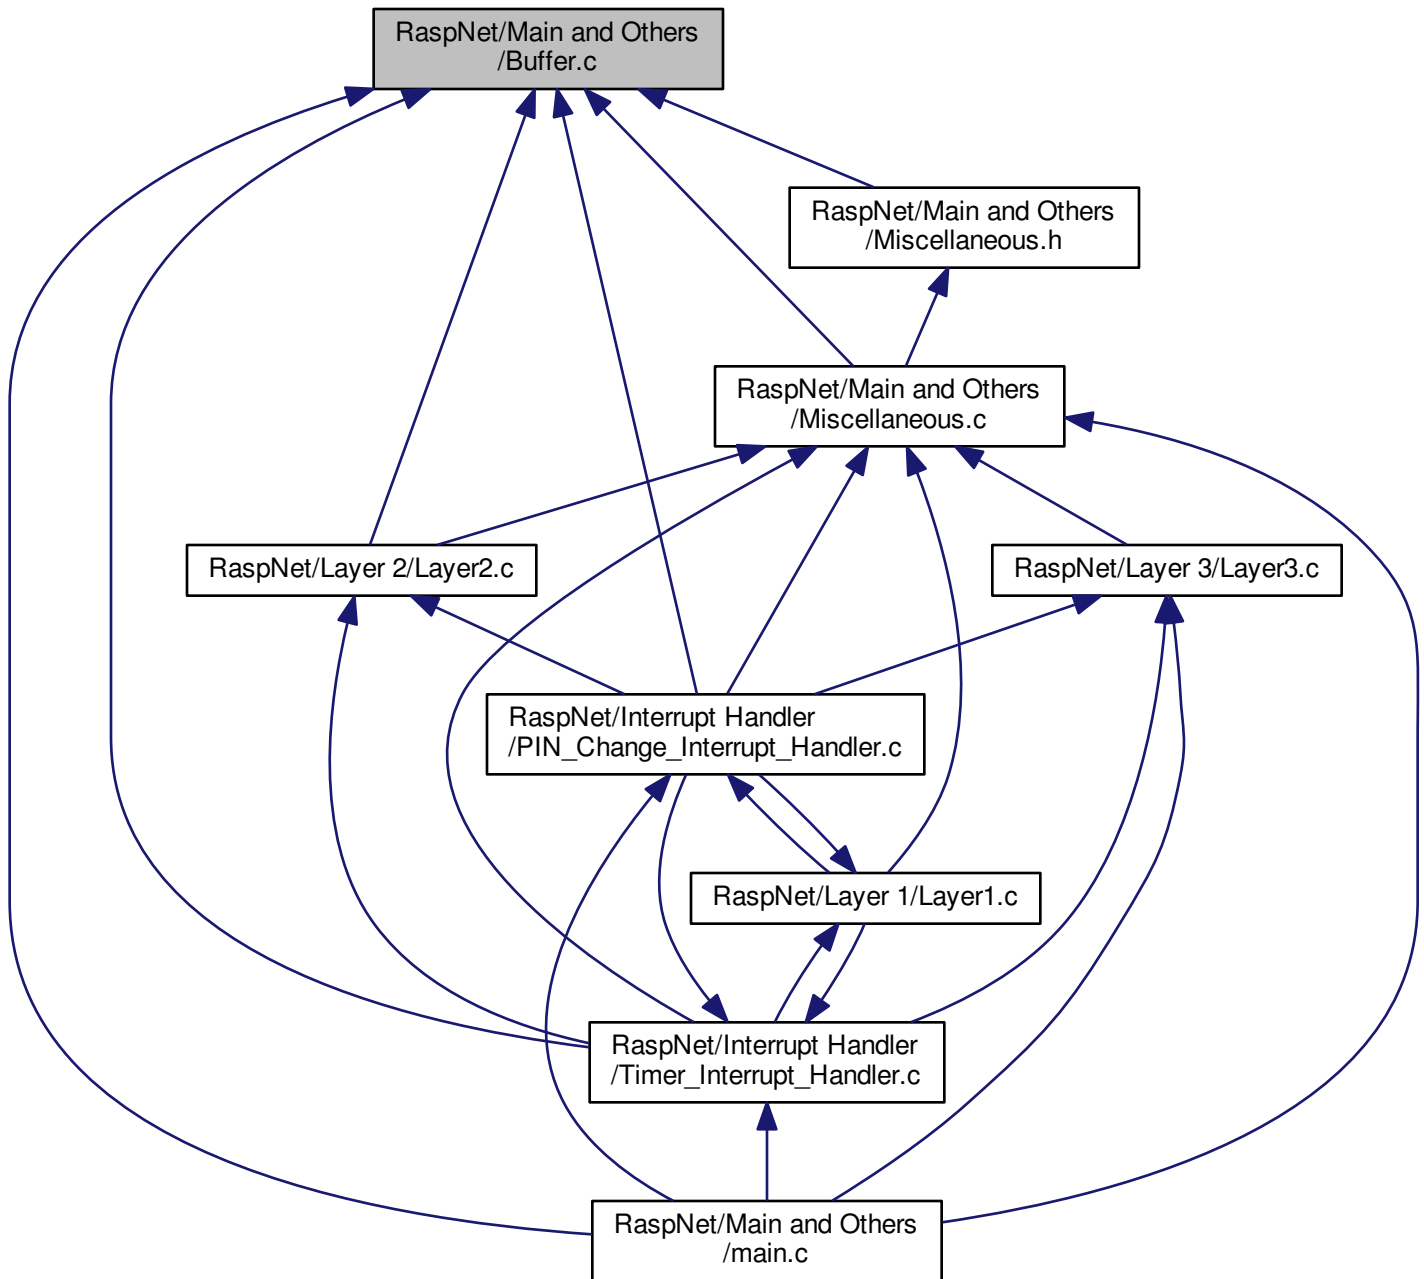 RaspNet/Main and Others
/Buffer.c
RaspNet/Main and Others
/Miscellaneous.h
RaspNet/Main and Others
/Miscellaneous.c
RaspNet/Layer 2/Layer2.c
RaspNet/Layer 3/Layer3.c
RaspNet/Interrupt Handler
/PIN_Change_Interrupt_Handler.c
RaspNet/Layer 1/Layer1.c
RaspNet/Interrupt Handler
/Timer_Interrupt_Handler.c
RaspNet/Main and Others
/main.c